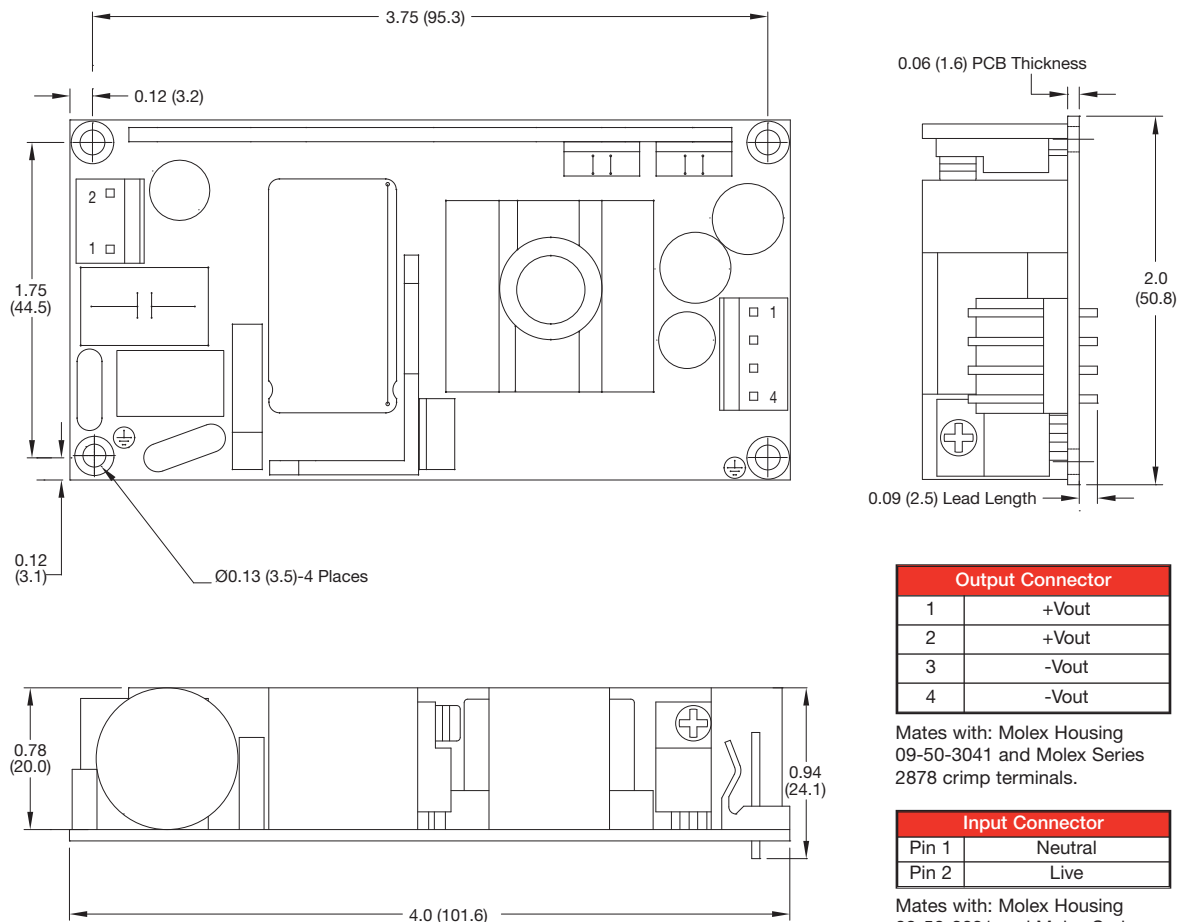 3.75 (95.3)
0.12 (3.2)
0.06 (1.6) PCB Thickness
2
1
1.75
(44.5)
1
4
2.0
(50.8)
0.09 (2.5) Lead Length
0.12
(3.1)
Ø0.13 (3.5)-4 Places
Output Connector
1 +Vout
2 +Vout
3 -Vout
4 -Vout
Mates with: Molex Housing
09-50-3041 and Molex Series
2878 crimp terminals.
0.78
(20.0)
0.94
(24.1)
Input Connector
Pin 1 Neutral
Pin 2 Live
Mates with: Molex Housing
4.0 (101.6)